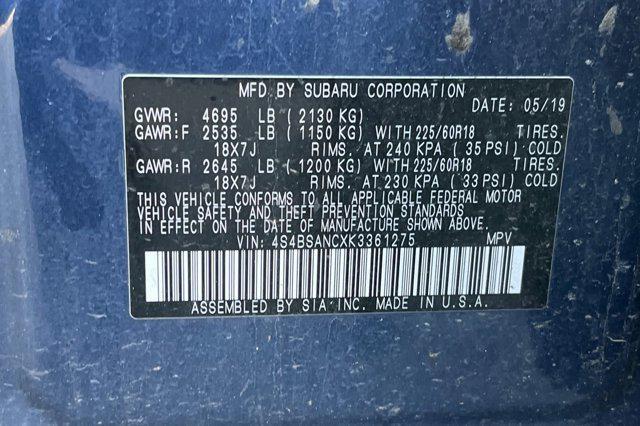 MFD. BY SUBARU CORPORATION
DATE: 05/19
GVWR: 4695 LB ( 2130 KG)
GAWR:F 2535 LB ( 1150 KG) WITH 225/60R18 TIRES.
18X7J RIMS. AT 240 KPA ( 35 PSI) COLD
GAWR:R 2645 LB ( 1200 KG) WITH 225/60R18 TIRES.
18X7J RIMS. AT 230 KPA ( 33 PSI) COLD
THIS VEHICLE CONFORMS TO ALL APPLICABLE FEDERAL MOTOR
VEHICLE SAFETY AND THEFT PREVENTION STANDARDS
IN EFFECT ON THE DATE OF MANUFACTURE SHOWN ABOVE.
VIN: 4S4BSANCXK3361275 MPV
ASSEMBLED BY SIA INC. MADE IN U.S.A.